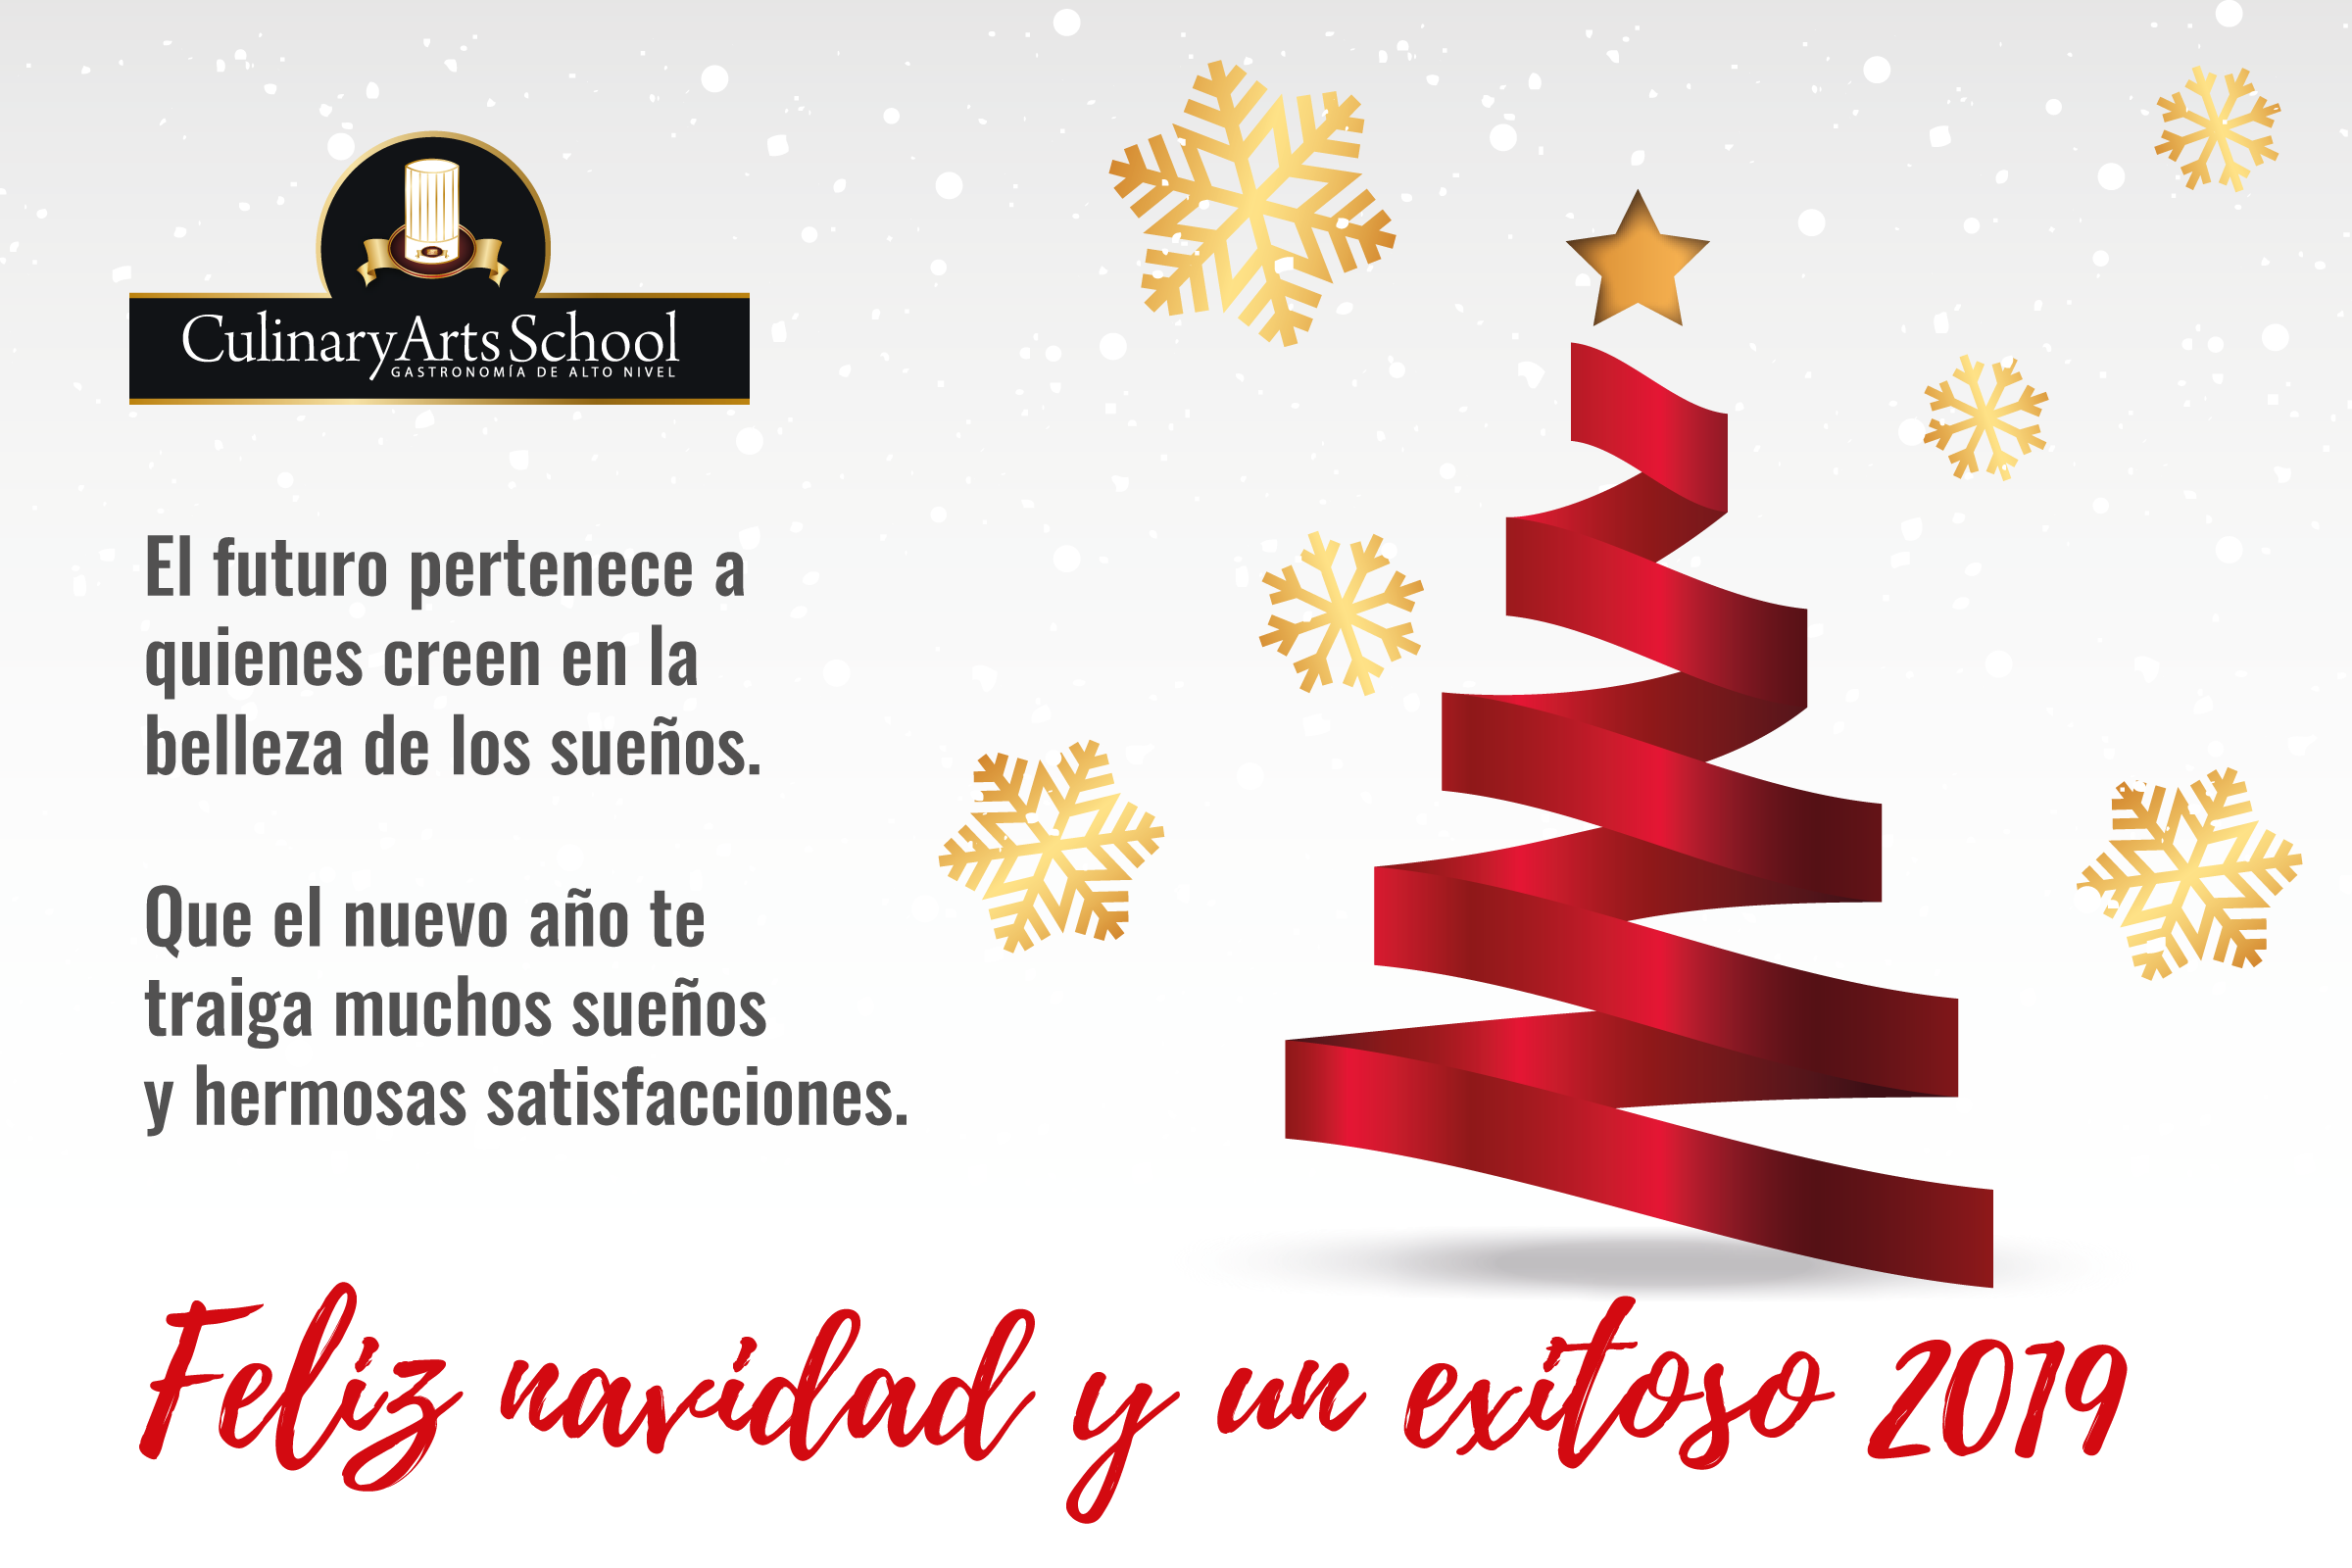 CulinaryArtsSchool
GASTRONOMÍA DE ALTO NIVEL
El futuro pertenece a
quienes creen en la
belleza de los sueños.
Que el nuevo año te
traiga muchos sueños
y hermosas satisfacciones.
Feliz navidad y un exitoso 2019